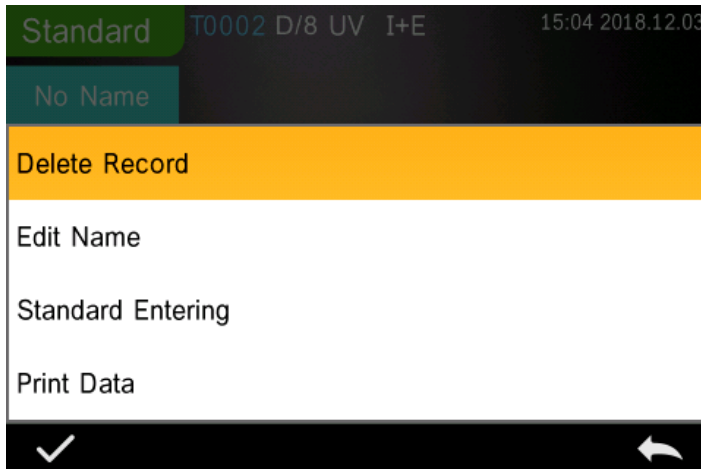 Standard T0002 D/8 UV I+E 15:04 2018.12.03
No Name
Delete Record
Edit Name
Standard Entering
Print Data